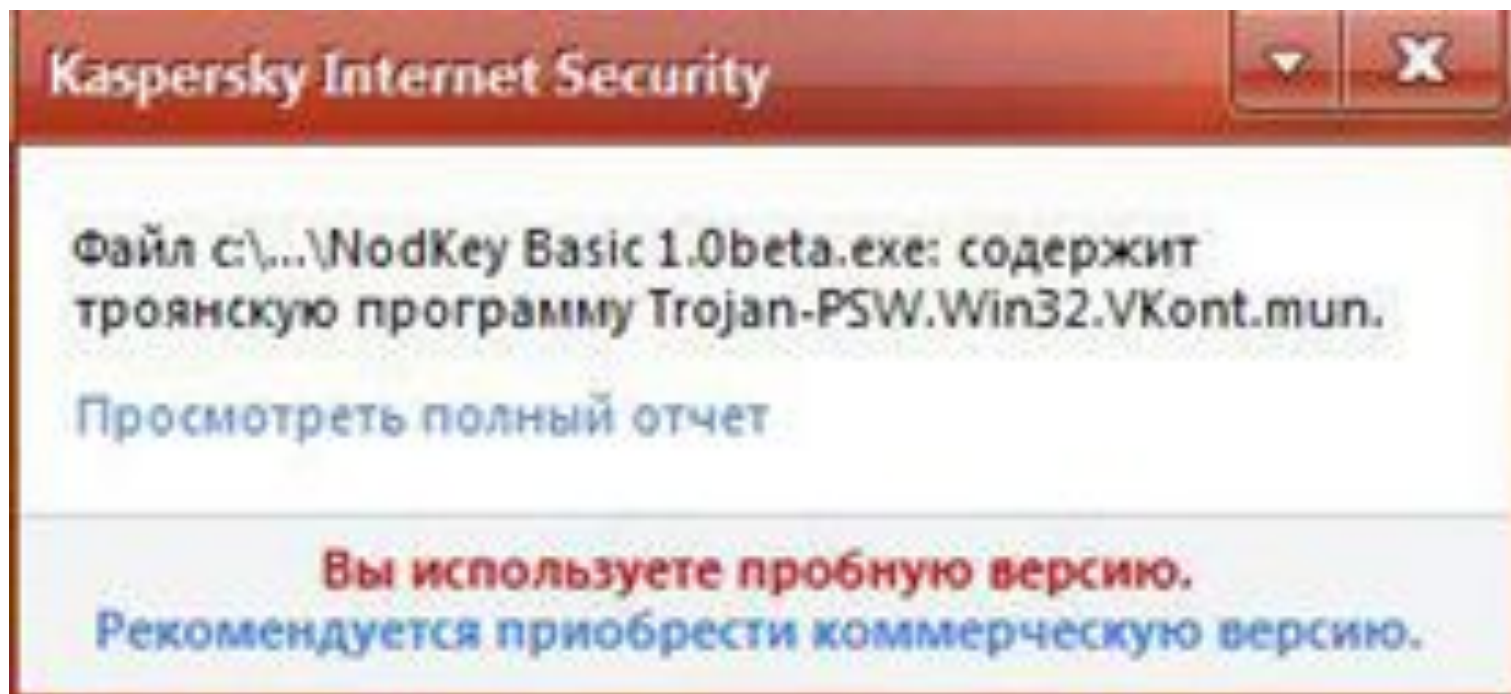 Kaspersky Internet Security
Файл c:\...\NodKey Basic 1.0beta.exe: содержит
троянскую программу Trojan-PSW.Win32.VKont.mun.
Просмотреть полный отчет
Вы используете пробную версию.
Рекомендуется приобрести коммерческую версию.